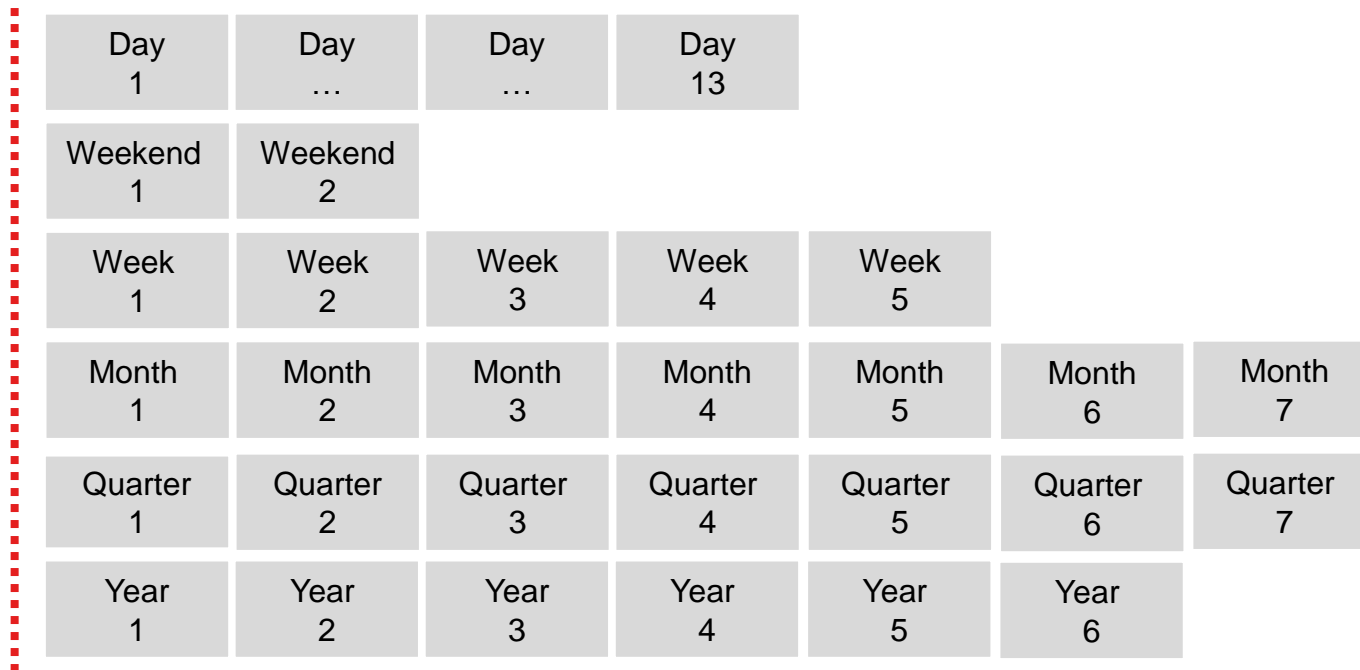 Day Day Day Day
1 … … 13
Weekend Weekend
1 2
Week Week Week Week Week
1 2 3 4 5
Month Month Month Month Month Month Month
1 2 3 4 5 6 7
Quarter Quarter Quarter Quarter Quarter Quarter Quarter
1 2 3 4 5 6 7
Year Year Year Year Year Year
1 2 3 4 5 6